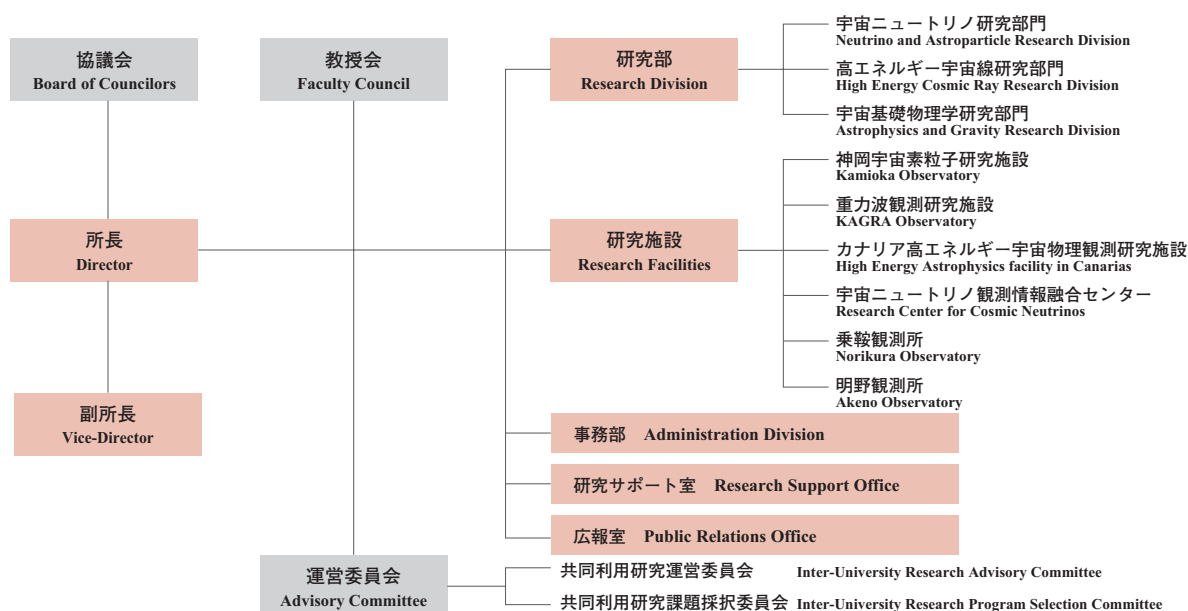 協議会
Board of Councilors
教授会
Faculty Council
研究部
Research Division
宇宙ニュートリノ研究部門
Neutrino and Astroparticle Research Division
高エネルギー宇宙線研究部門
High Energy Cosmic Ray Research Division
宇宙基礎物理学研究部門
Astrophysics and Gravity Research Division
所長
Director
副所長
Vice-Director
研究施設
Research Facilities
神岡宇宙素粒子研究施設
Kamioka Observatory
重力波観測研究施設
KAGRA Observatory
カナリア高エネルギー宇宙物理観測研究施設
High Energy Astrophysics facility in Canarias
宇宙ニュートリノ観測情報融合センター
Research Center for Cosmic Neutrinos
乗鞍観測所
Norikura Observatory
明野観測所
Akeno Observatory
事務部 Administration Division
研究サポート室 Research Support Office
広報室 Public Relations Office
運営委員会
Advisory Committee
共同利用研究運営委員会 Inter-University Research Advisory Committee
共同利用研究課題採択委員会 Inter-University Research Program Selection Committee